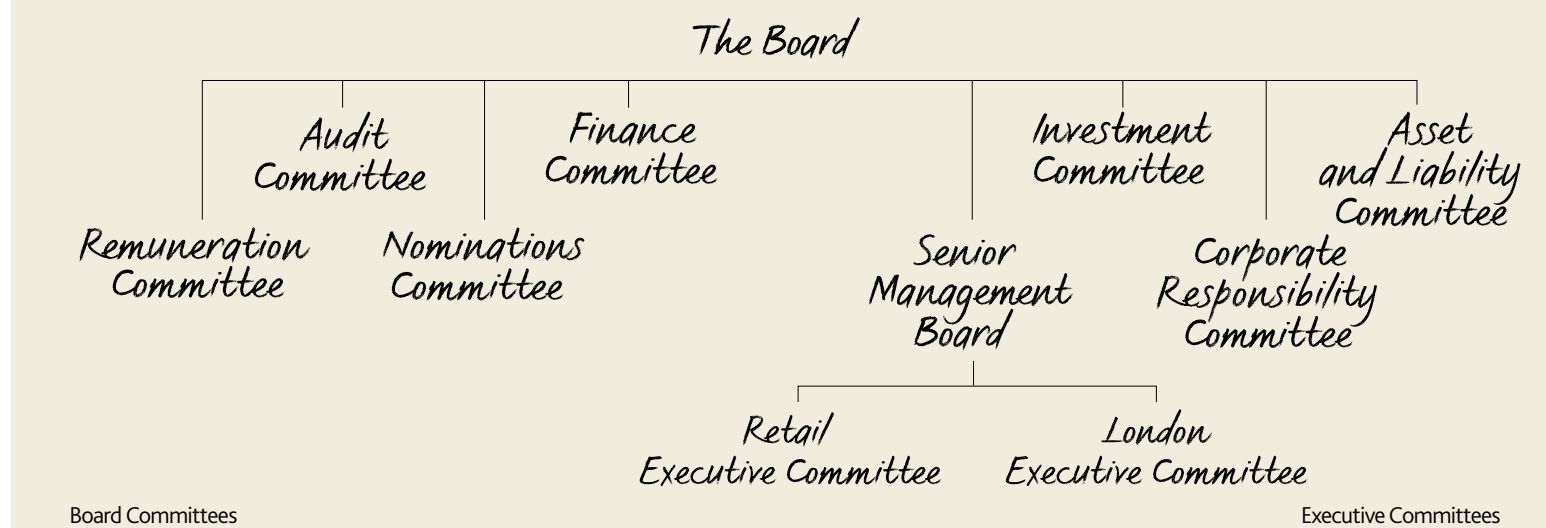 The Board
Audit
Committee
Finance
Committee
Investment
Committee
Asset
and Liability
Committee
Remuneration
Committee
Nominations
Committee
Senior
Management
Board
Corporate
Responsibility
Committee
Retail
Executive Committee
London
Executive Committee
Board Committees
Executive Committees